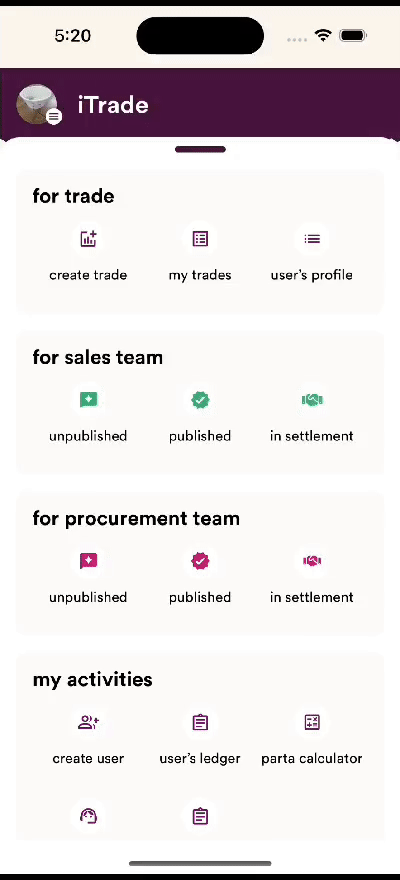 5:20
iTrade
for trade
create trade my trades user's profile
for sales team
unpublished published in settlement
for procurement team
unpublished published in settlement
my activities
create user user's ledger parta calculator